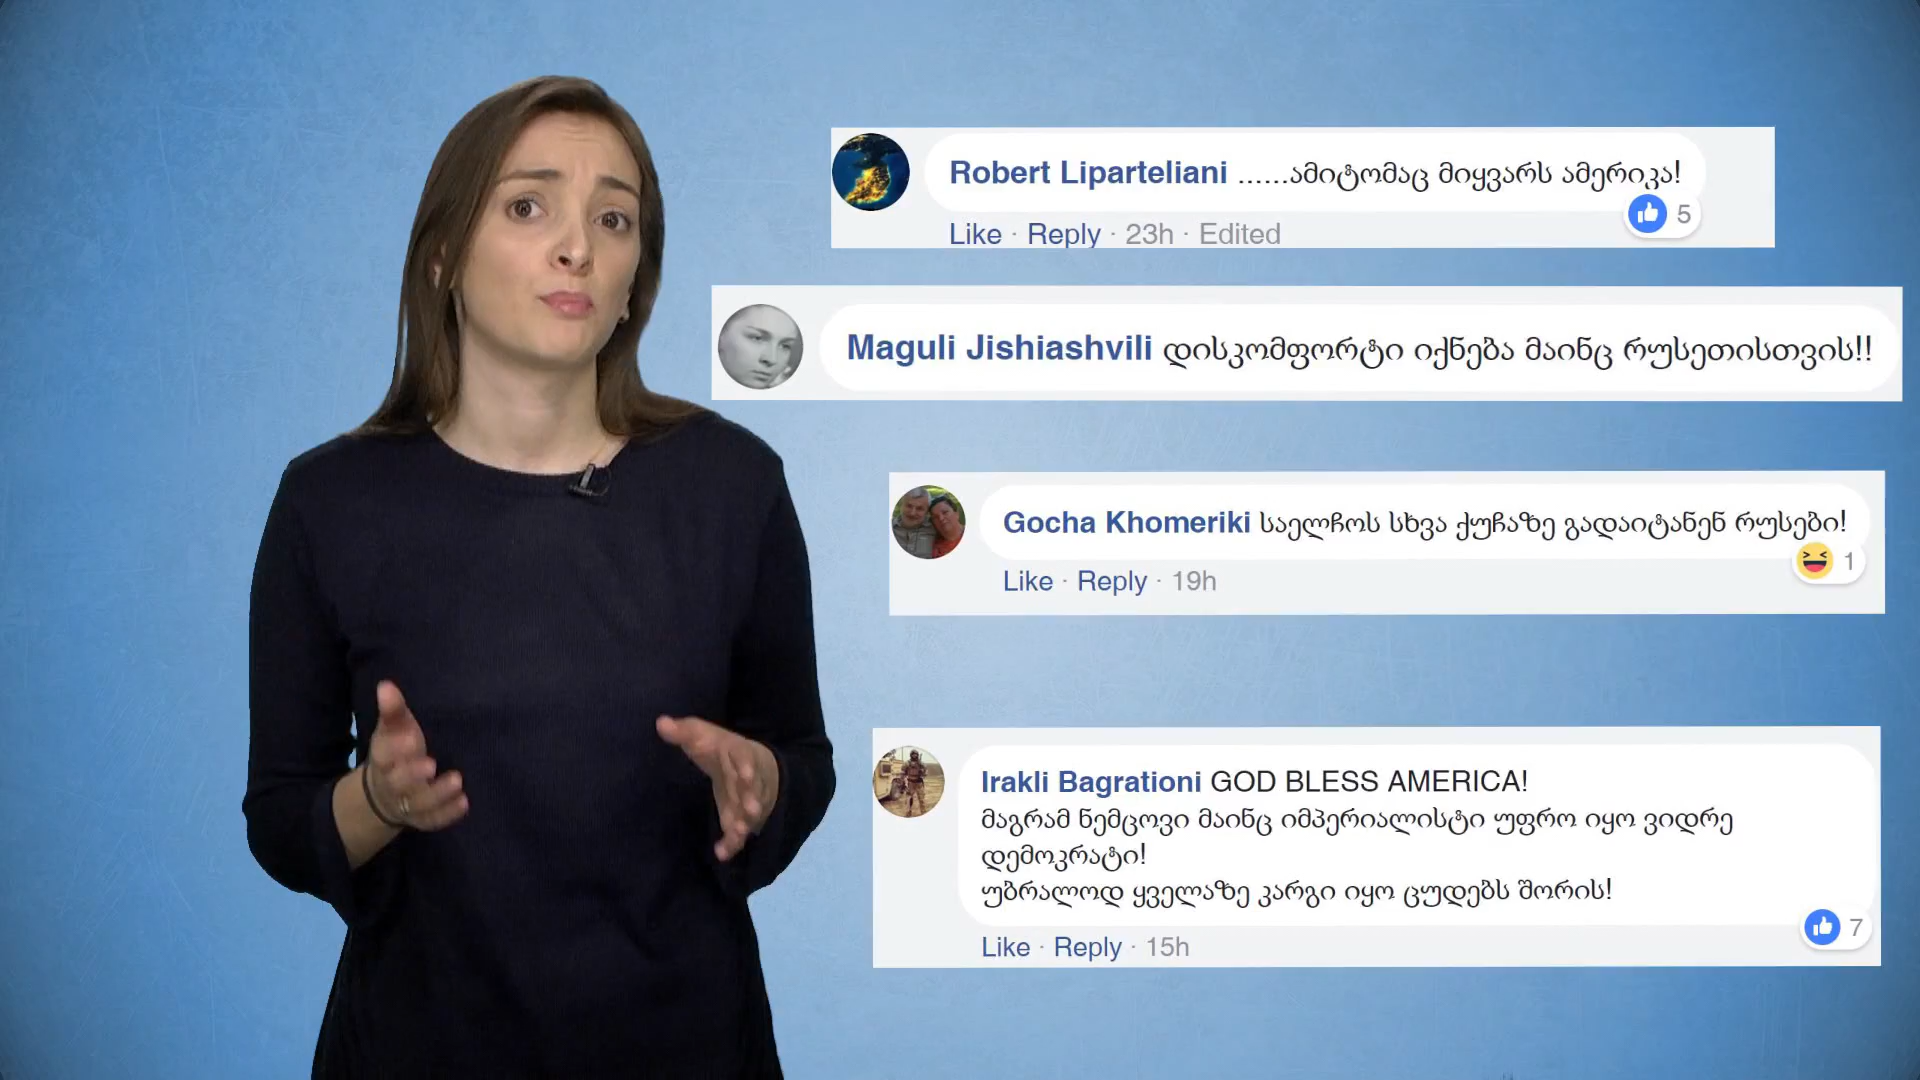 Robert Liparteliani ......ამიტომაც მიყვარს ამერიკა!
5
Like · Reply · 23h · Edited
Maguli Jishiashvili დისკომფორტი იქნება მაინც რუსეთისთვის!!
Gocha Khomeriki საელჩოს სხვა ქუჩაზე გადაიტანენ რუსები!
1
Like · Reply · 19h
Irakli Bagrationi GOD BLESS AMERICA!
მაგრამ ნემცოვი მაინც იმპერიალისტი უფრო იყო ვიდრე
დემოკრატი!
უბრალოდ ყველაზე კარგი იყო ცუდებს შორის!
7
Like · Reply · 15h